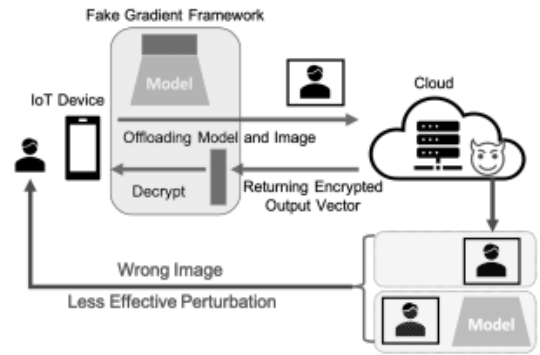 Fake Gradient Framework
Model
Cloud
IoT Device
Offloading Model and Image
Decrypt
Returning Encrypted
Output Vector
Wrong Image
Less Effective Perturbation
Model